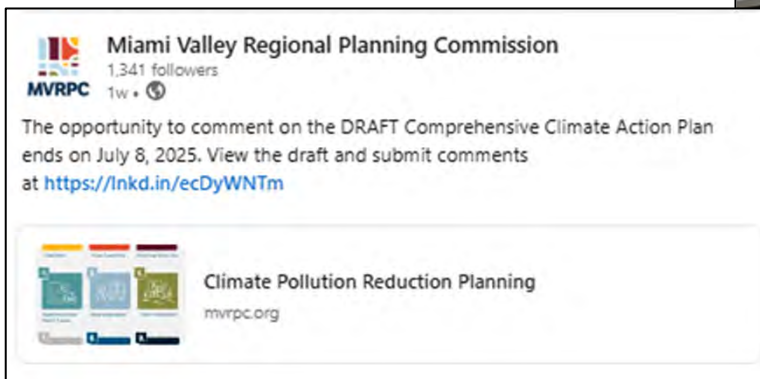 Miami Valley Regional Planning Commission
1,341 followers
MVRPC
1w •
The opportunity to comment on the DRAFT Comprehensive Climate Action Plan
ends on July 8, 2025. View the draft and submit comments
at https://lnkd.in/ecDyWNTm
Climate Pollution Reduction Planning
mvrpc.org